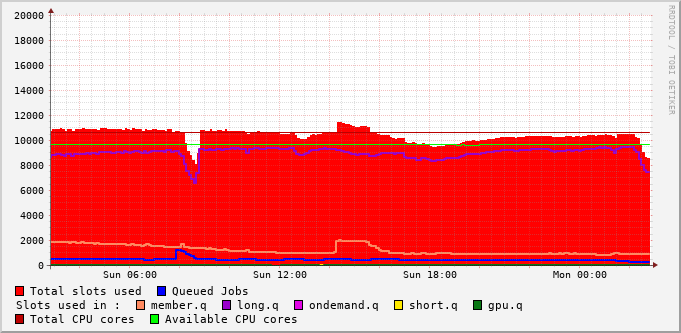 20000
18000
16000
14000
12000
10000
8000
6000
4000
2000
0
Sun 06:00 Sun 12:00 Sun 18:00 Mon 00:00
Total slots used Queued Jobs
Slots used in : member.q long.q ondemand.q short.q gpu.q
Total CPU cores Available CPU cores
RRDTOOL / TOBI OETIKER